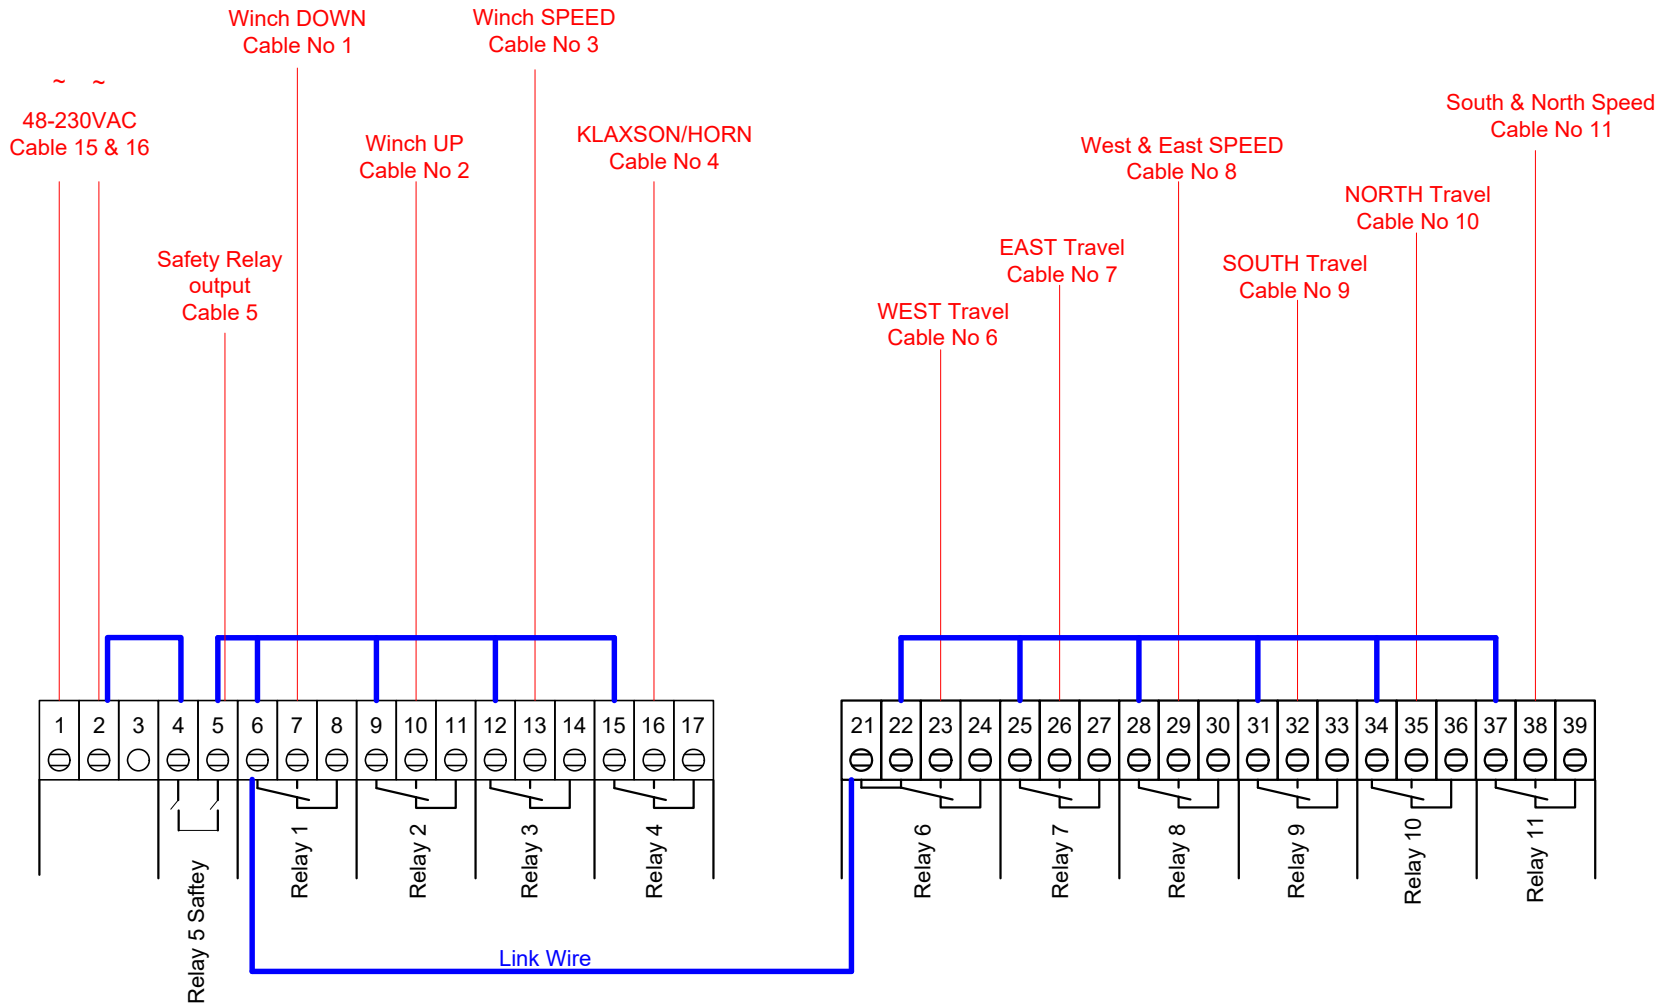 Winch DOWN
Cable No 1
Winch SPEED
Cable No 3
~ ~
48-230VAC
Cable 15 & 16
Winch UP
Cable No 2
KLAXSON/HORN
Cable No 4
Safety Relay
output
Cable 5
South & North Speed
Cable No 11
West & East SPEED
Cable No 8
NORTH Travel
Cable No 10
EAST Travel
Cable No 7
SOUTH Travel
Cable No 9
WEST Travel
Cable No 6
1 2 3 4 5 6 7 8 9 10 11 12 13 14 15 16 17
21 22 23 24 25 26 27 28 29 30 31 32 33 34 35 36 37 38 39
Relay 5 Saftey
Relay 1
Relay 2
Relay 3
Relay 4
Relay 6
Relay 7
Relay 8
Relay 9
Relay 10
Relay 11
Link Wire